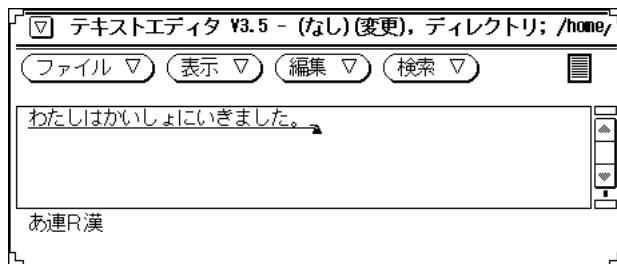 テキストエディタ V3.5 - (なし)(変更), ディレクトリ; /home/
ファイル ▽ 表示 ▽ 編集 ▽ 検索 ▽
わたしはかいしょにいきました。
あ連R漢